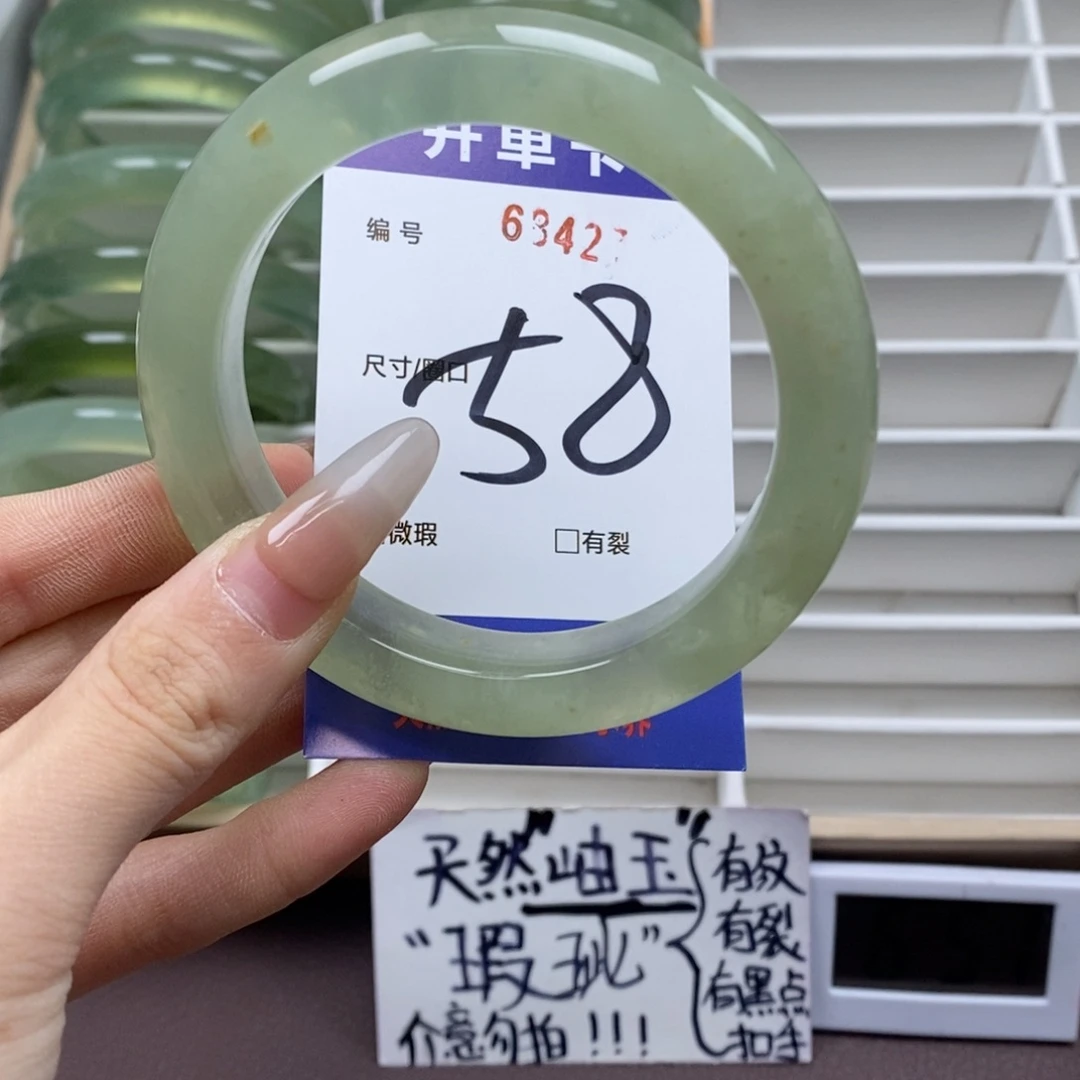 开单卡
编号 6342
尺寸/圈口 58
微瑕 □有裂
天然"岫玉"
"瑕玼"
介意勿拍!!!
有纹
有裂
有黑点
扣手